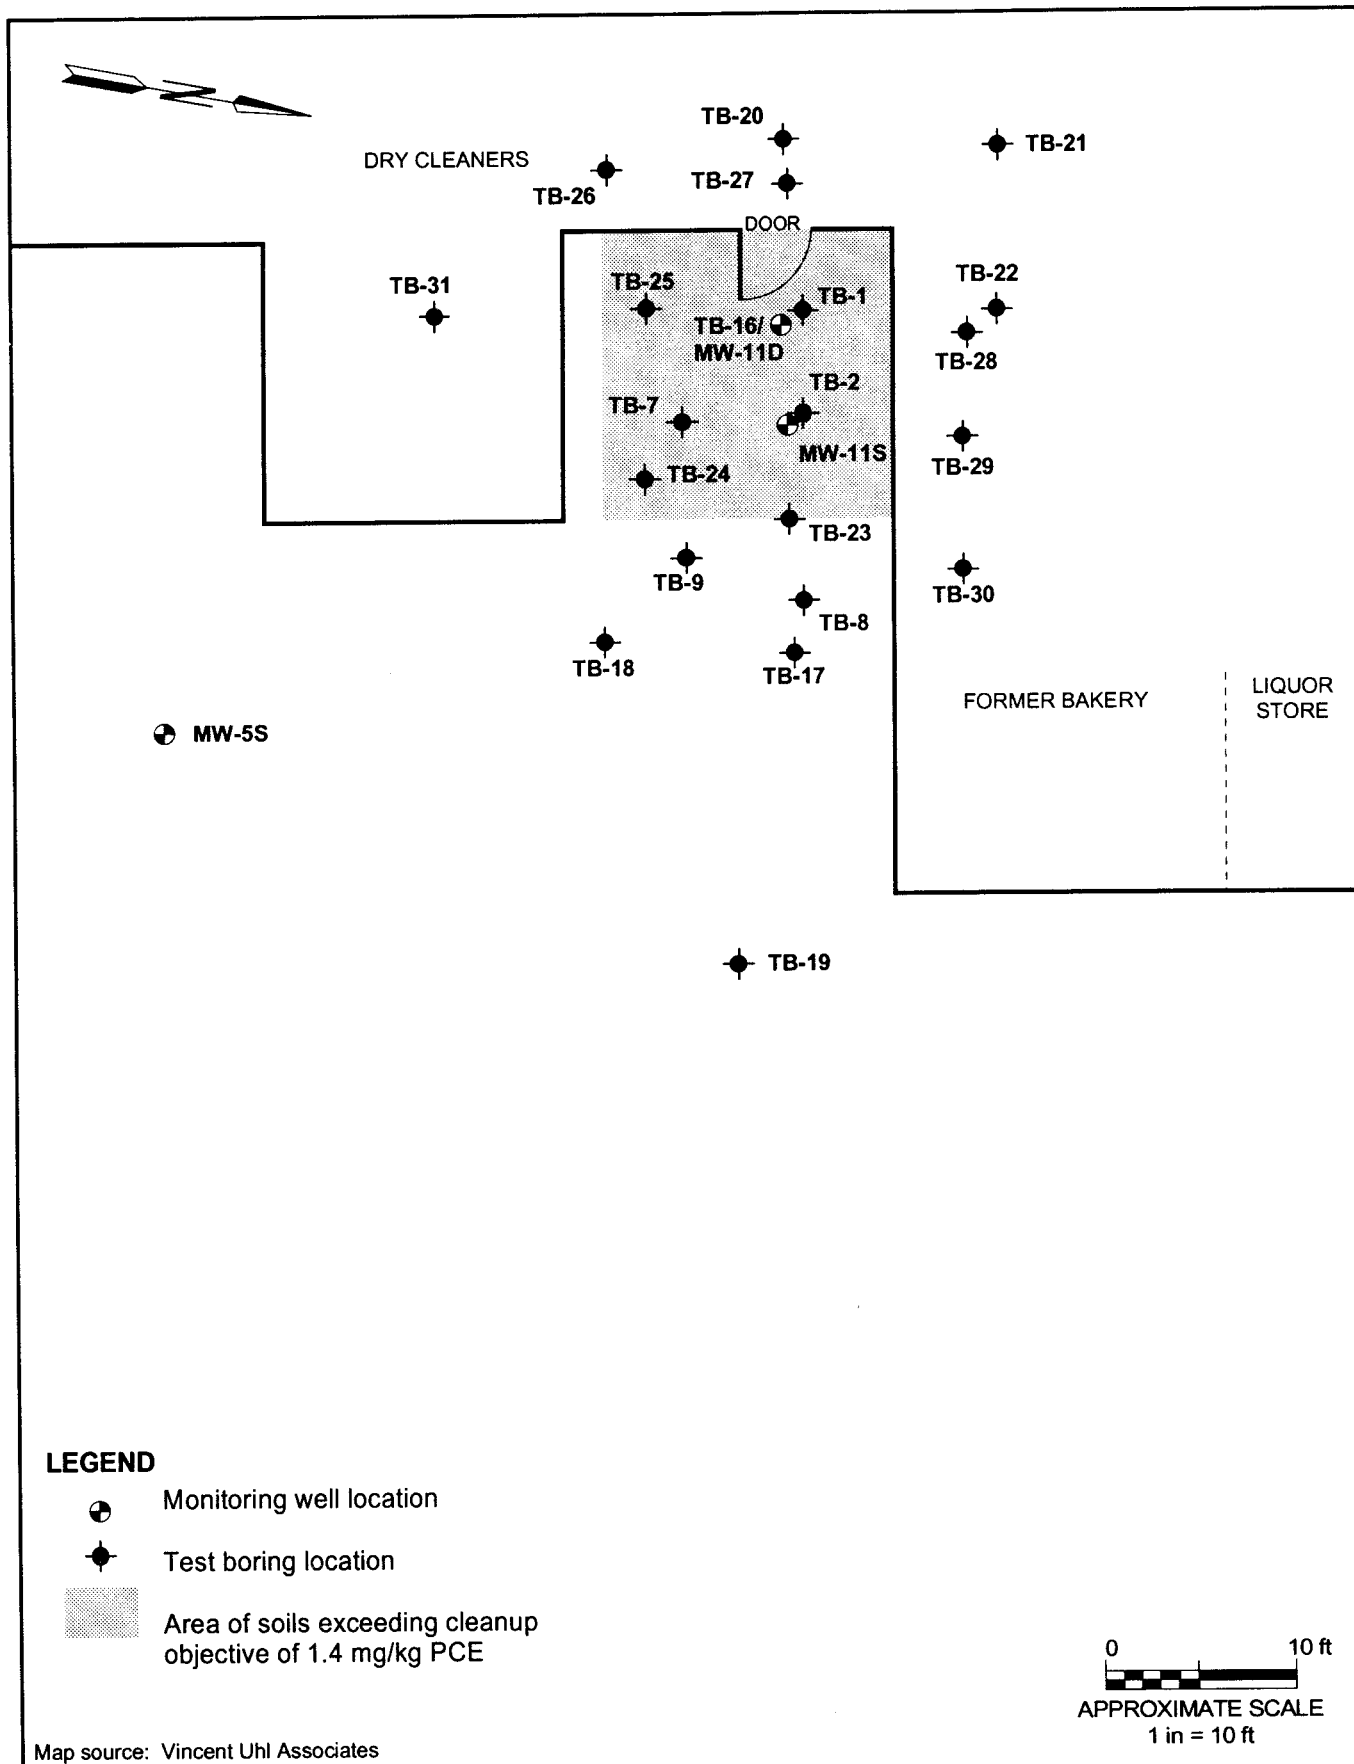 N
TB-20
TB-21
DRY CLEANERS
TB-26
TB-27
DOOR
TB-31
TB-25
TB-1
TB-22
TB-16/
MW-11D
TB-28
TB-2
TB-7
MW-11S
TB-29
TB-24
TB-23
TB-9
TB-30
TB-8
TB-18
TB-17
FORMER BAKERY
LIQUOR
STORE
MW-5S
TB-19
LEGEND
Monitoring well location
Test boring location
Area of soils exceeding cleanup
objective of 1.4 mg/kg PCE
0 10 ft
APPROXIMATE SCALE
1 in = 10 ft
Map source: Vincent Uhl Associates